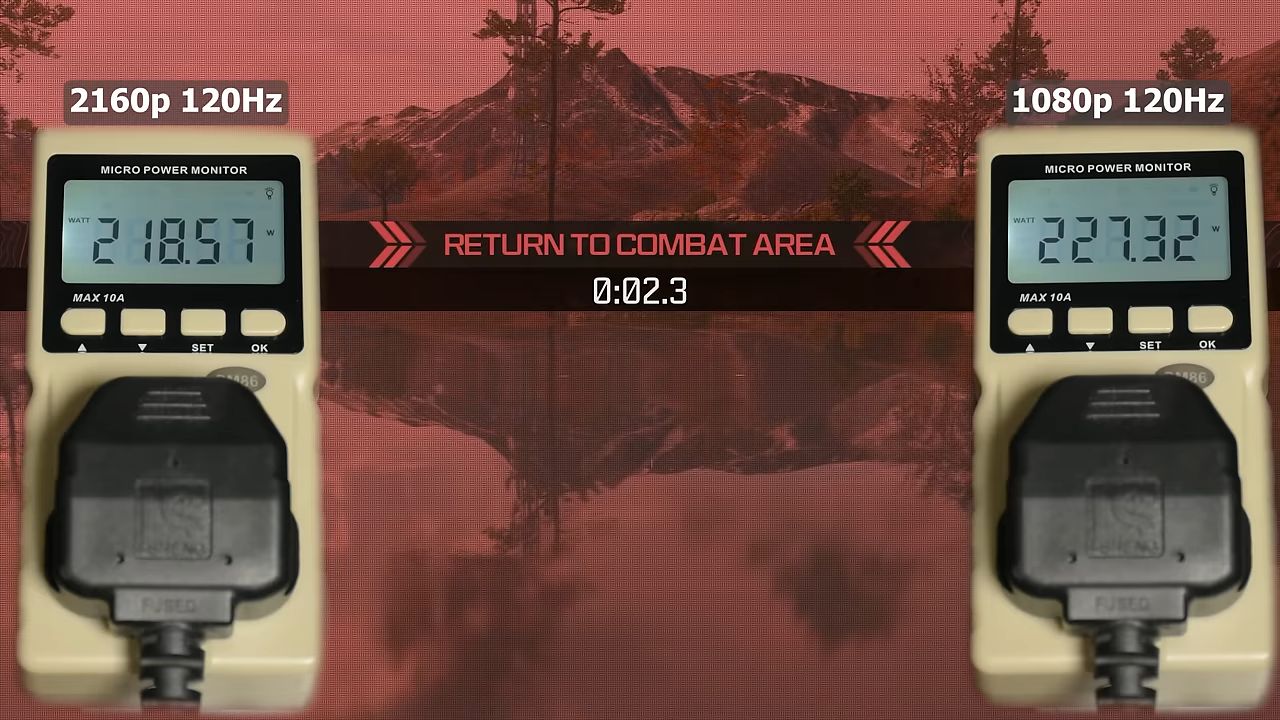 2160p 120Hz
MICRO POWER MONITOR
WATT
218.57 W
MAX 10A
SET OK
FUSED
RETURN TO COMBAT AREA
0:02.3
1080p 120Hz
MICRO POWER MONITOR
WATT
227.32 W
MAX 10A
SET OK
FUSED